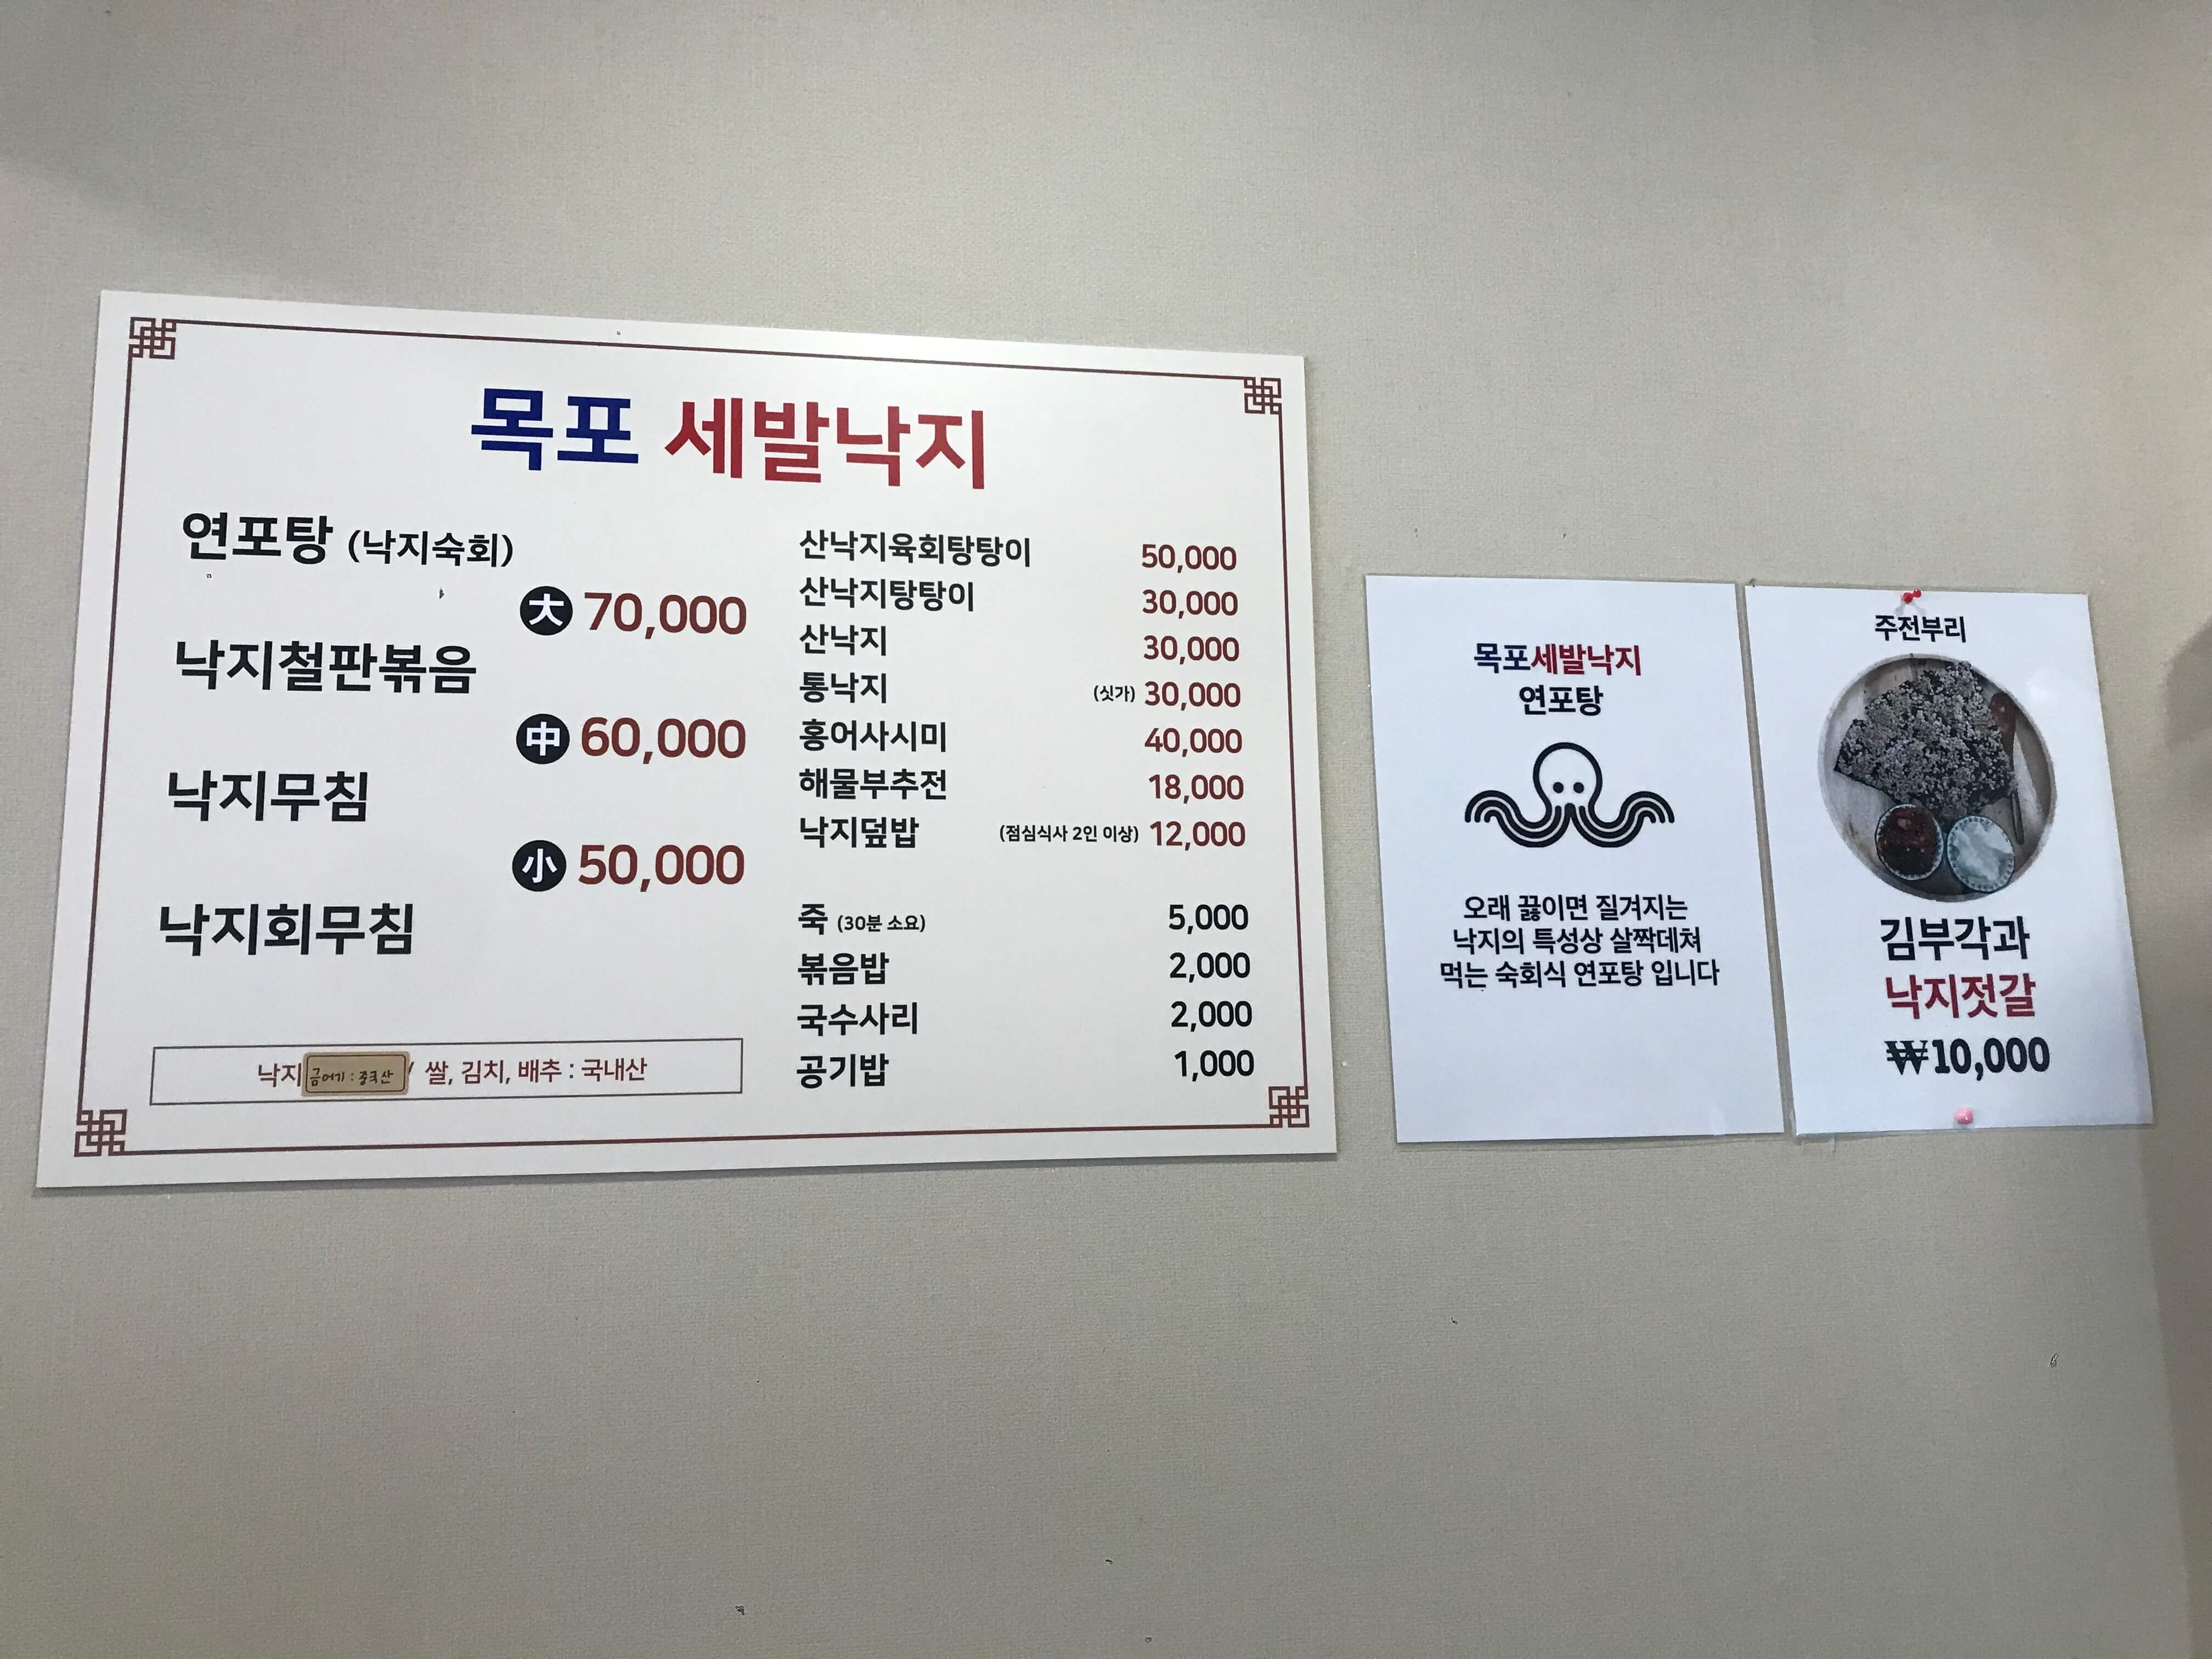 목포 세발낙지
연포탕 (낙지숙회)
大 70,000
낙지철판볶음
中 60,000
낙지무침
小 50,000
낙지회무침
낙지 / 쌀, 김치, 배추 : 국내산
산낙지육회탕탕이 50,000
산낙지탕탕이 30,000
산낙지 30,000
통낙지 (싯가) 30,000
홍어사시미 40,000
해물부추전 18,000
낙지덮밥 (점심식사 2인 이상) 12,000
죽 (30분 소요) 5,000
볶음밥 2,000
국수사리 2,000
공기밥 1,000
목포세발낙지
연포탕
오래 끓이면 질겨지는
낙지의 특성상 살짝데쳐
먹는 숙회식 연포탕 입니다
주전부리
김부각과
낙지젓갈
₩10,000